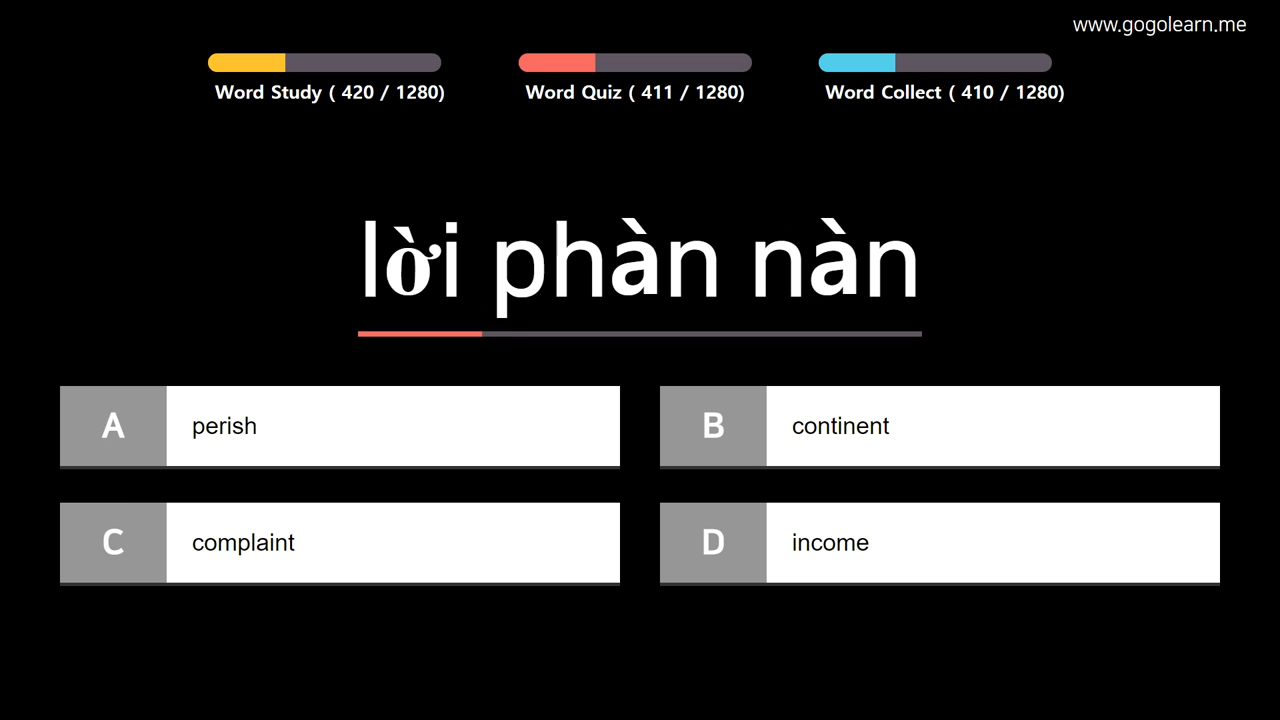 www.gogolearn.me
Word Study ( 420 / 1280)
Word Quiz ( 411 / 1280)
Word Collect ( 410 / 1280)
lời phàn nàn
A perish
B continent
C complaint
D income